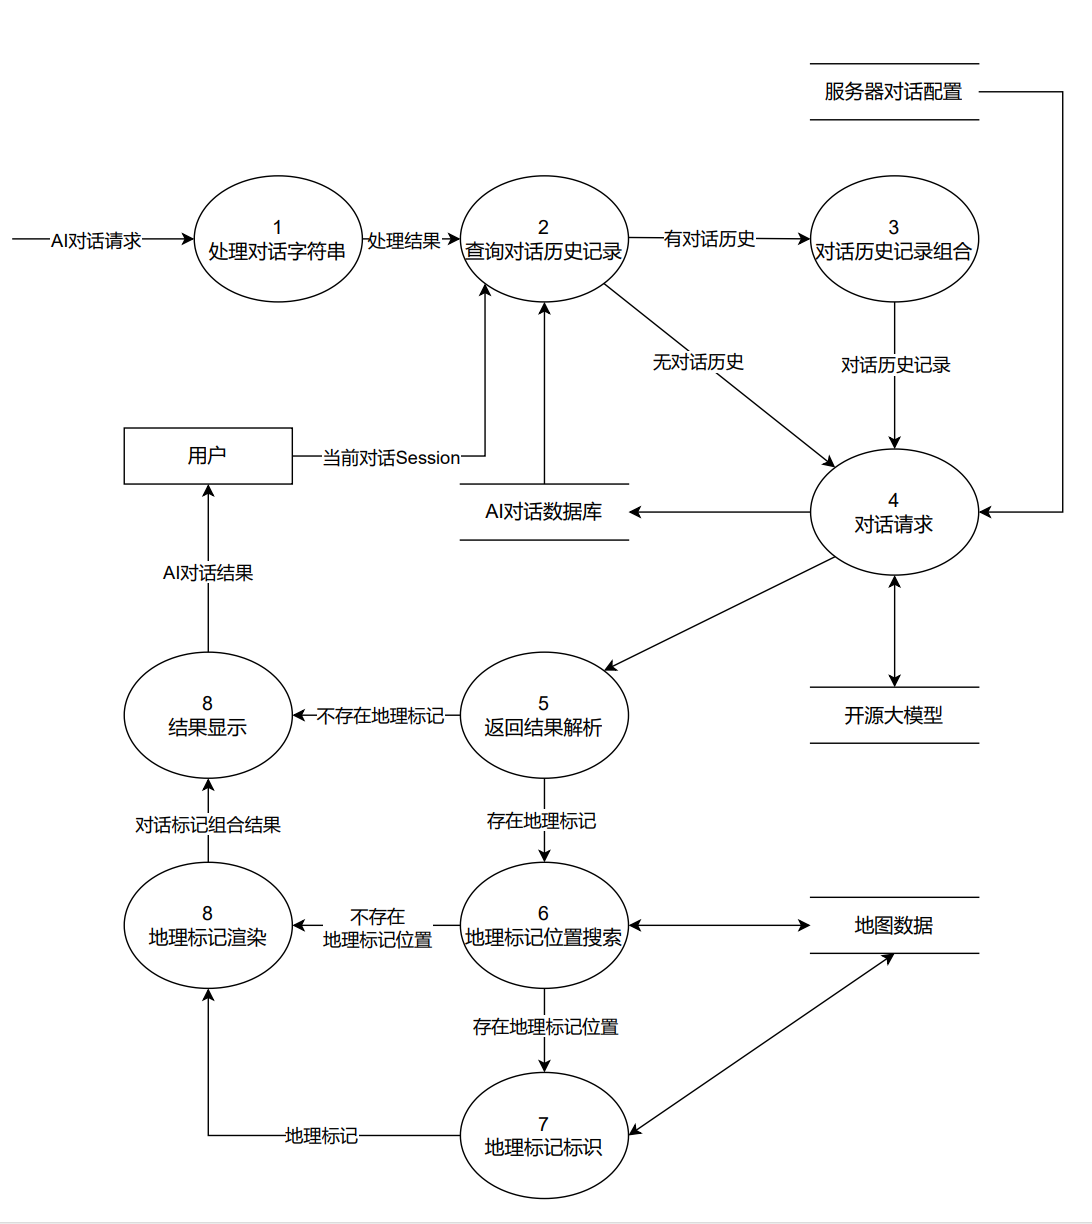 服务器对话配置
AI对话请求
1
处理对话字符串
处理结果
2
查询对话历史记录
有对话历史
3
对话历史记录组合
无对话历史
对话历史记录
用户
当前对话Session
AI对话数据库
4
对话请求
AI对话结果
8
结果显示
不存在地理标记
5
返回结果解析
开源大模型
对话标记组合结果
存在地理标记
8
地理标记渲染
不存在
地理标记位置
6
地理标记位置搜索
地图数据
存在地理标记位置
地理标记
7
地理标记标识